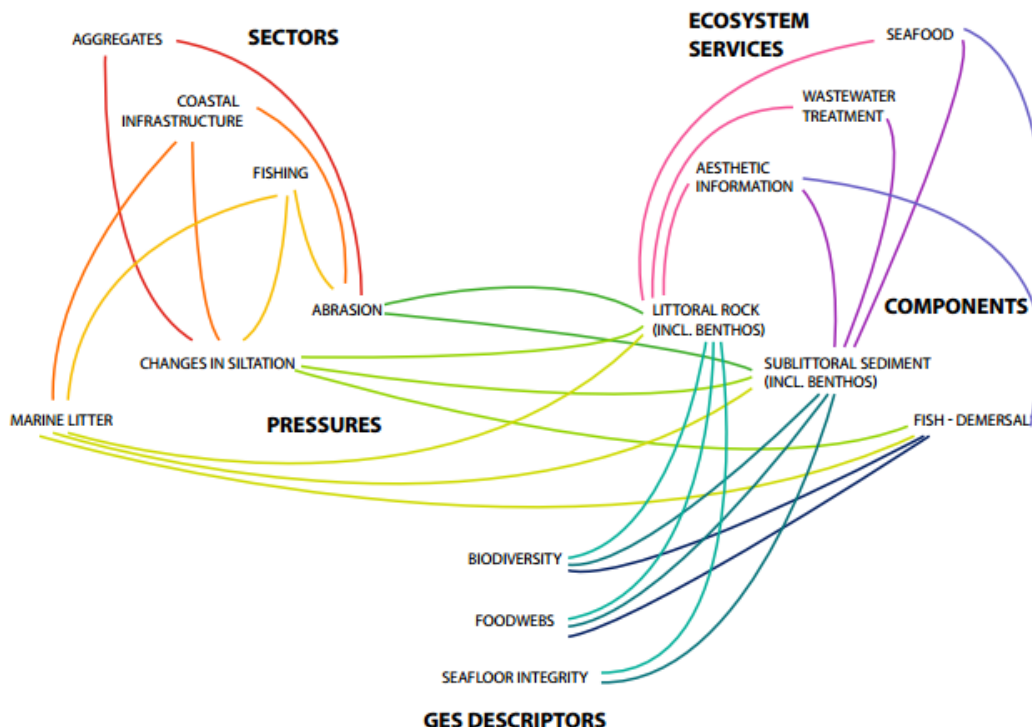 AGGREGATES
SECTORS
COASTAL
INFRASTRUCTURE
FISHING
ECOSYSTEM
SERVICES
SEAFOOD
WASTEWATER
TREATMENT
AESTHETIC
INFORMATION
ABRASION
LITTORAL ROCK
(INCL. BENTHOS)
COMPONENTS
CHANGES IN SILTATION
SUBLITTORAL SEDIMENT
(INCL. BENTHOS)
MARINE LITTER
PRESSURES
FISH - DEMERSAL
BIODIVERSITY
FOODWEBS
SEAFLOOR INTEGRITY
GES DESCRIPTORS